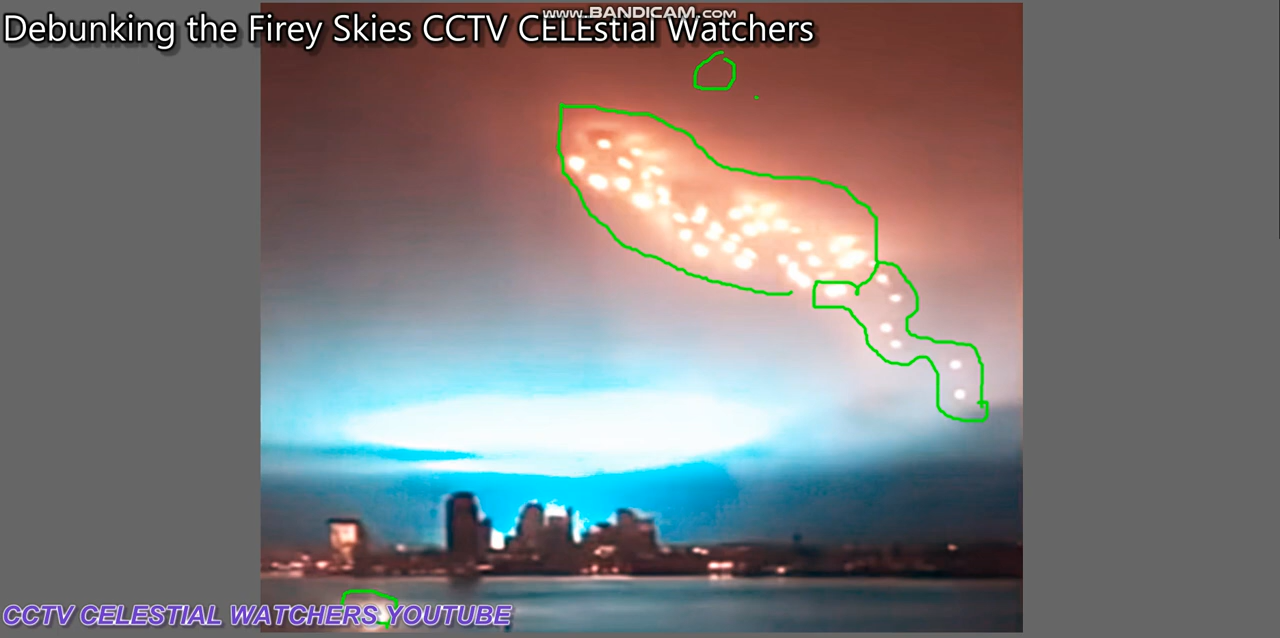 www.BANDICAM.com
Debunking the Firey Skies CCTV CELEstial Watchers
CCTV CELESTIAL WATCHERS YOUTUBE